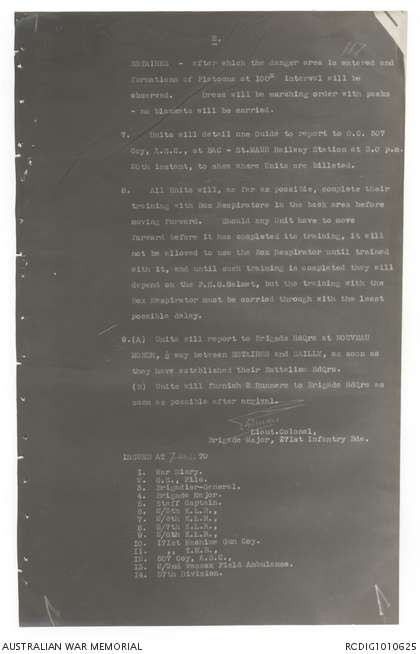 2.
ESTAIRES - after which the danger area is entered and
formations of Platoons at 100x interval will be
observed. Dress will be marching order with packs
- no blankets will be carried.
7. Units will detail one Guide to report to O.C. 507
Coy, A.S.C., at BAC - St.MAUR Railway Station at 2.0 p.m.
20th instant, to show where Units are billeted.
8. All Units will, as far as possible, complete their
training with Box Respirators in the back area before
moving forward. Should any Unit have to move
forward before it has completed its training, it will
not be allowed to use the Box Respirator until trained
with it, and until such training is completed they will
depend on the P.H.G.Helmet, but the training with the
Box Respirator must be carried through with the least
possible delay.
9.(A) Units will report to Brigade HdQrs at NOUVEAU
MONDE, ½ way between ESTAIRES and SAILLY, as soon as
they have established their Battalion HdQrs.
(B) Units will furnish 2 Runners to Brigade HdQrs as
soon as possible after arrival.
Lieut.Colonel,
Brigade Major, 171st Infantry Bde.
ISSUED AT
1. War Diary.
2. O.O., File.
3. Brigadier-General.
4. Brigade Major.
5. Staff Captain.
6. 2/5th K.L.R.,
7. 2/6th K.L.R.,
8. 2/7th K.L.R.,
9. 2/8th K.L.R.,
10. 171st Machine Gun Coy.
11. ,, T.M.B.,
12. 507 Coy, A.S.C.,
13. 2/2nd Wessex Field Ambulance.
14. 57th Division.
AUSTRALIAN WAR MEMORIAL
RCDIG1010625